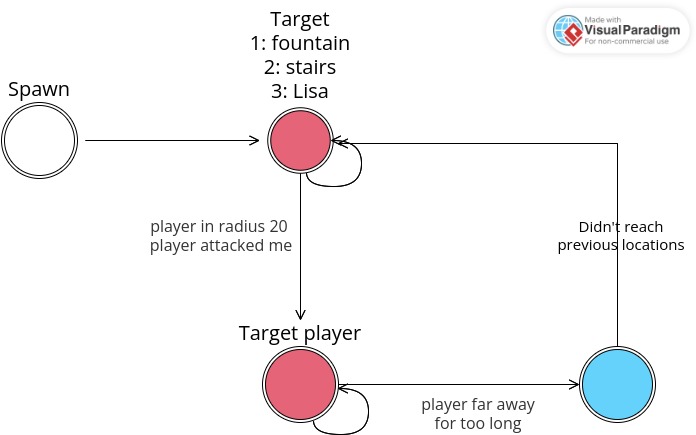 Target
1: fountain
2: stairs
3: Lisa
Made with
Visual Paradigm
For non-commercial use
Spawn
player in radius 20
player attacked me
Didn't reach
previous locations
Target player
player far away
for too long